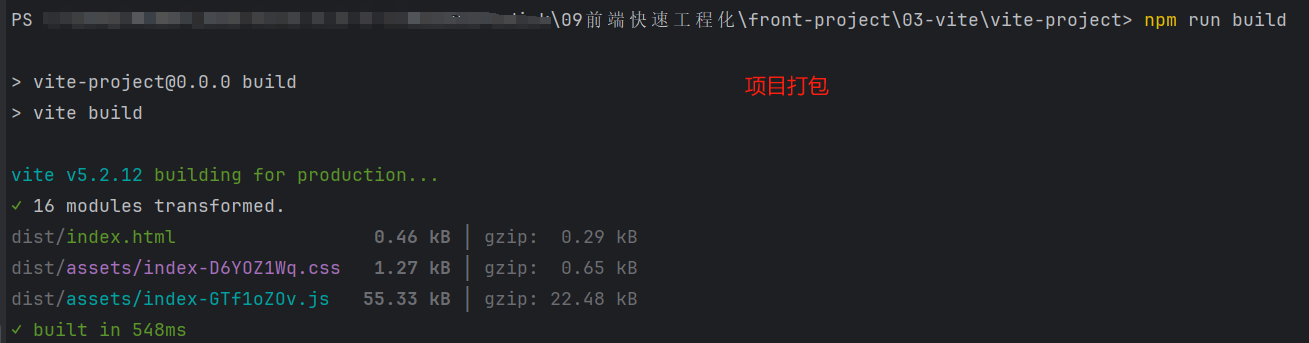 PS \09前端快速工程化\front-project\03-vite\vite-project> npm run build
> vite-project@0.0.0 build
项目打包
> vite build
vite v5.2.12 building for production...
✓ 16 modules transformed.
dist/index.html 0.46 kB │ gzip: 0.29 kB
dist/assets/index-D6YOZ1Wq.css 1.27 kB │ gzip: 0.65 kB
dist/assets/index-GTf1oZOv.js 55.33 kB │ gzip: 22.48 kB
✓ built in 548ms